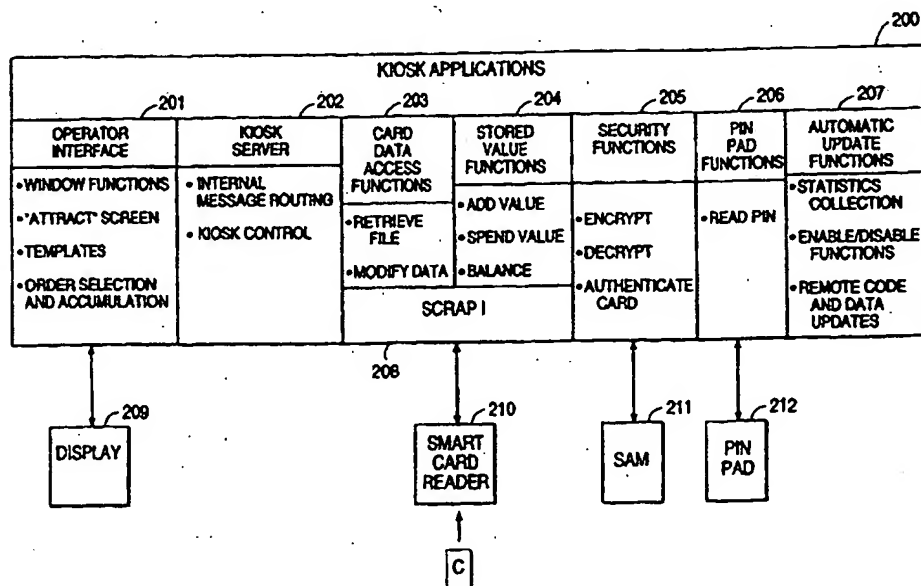 200
KIOSK APPLICATIONS
201
202
203
204
205
206
207
OPERATOR
INTERFACE
• WINDOW FUNCTIONS
• "ATTRACT" SCREEN
• TEMPLATES
• ORDER SELECTION
AND ACCUMULATION
KIOSK
SERVER
• INTERNAL
MESSAGE ROUTING
• KIOSK CONTROL
CARD
DATA
ACCESS
FUNCTIONS
• RETRIEVE
FILE
• MODIFY DATA
STORED
VALUE
FUNCTIONS
• ADD VALUE
• SPEND VALUE
• BALANCE
SCRAP I
208
SECURITY
FUNCTIONS
• ENCRYPT
• DECRYPT
• AUTHENTICATE
CARD
PIN
PAD
FUNCTIONS
• READ PIN
AUTOMATIC
UPDATE
FUNCTIONS
• STATISTICS
COLLECTION
• ENABLE/DISABLE
FUNCTIONS
• REMOTE CODE
AND DATA
UPDATES
209
DISPLAY
210
SMART
CARD
READER
211
SAM
212
PIN
PAD
C